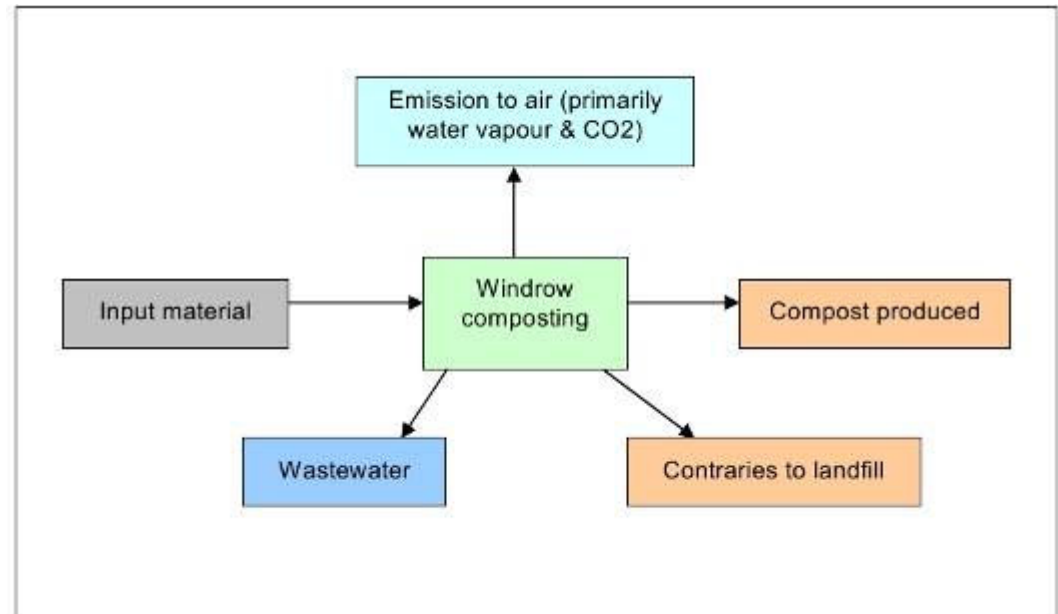 Emission to air (primarily
water vapour & CO2)
Input material
Windrow
composting
Compost produced
Wastewater
Contraries to landfill